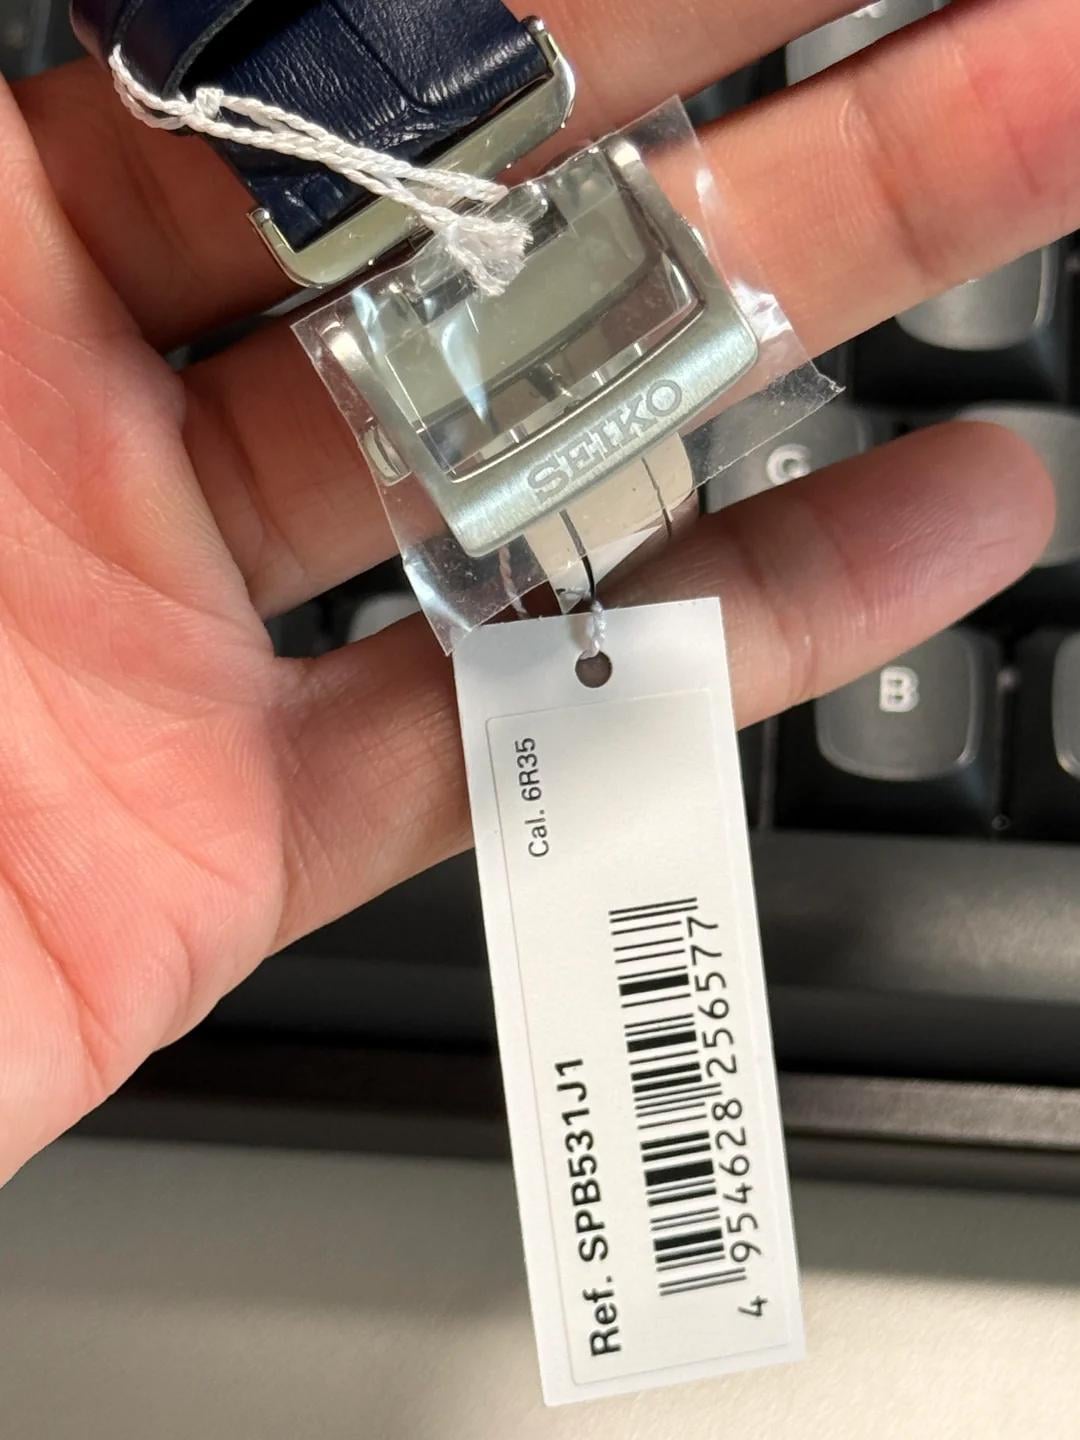 SEIKO
G
B
Cal. 6R35
Ref. SPB531J1
4 954628 256577